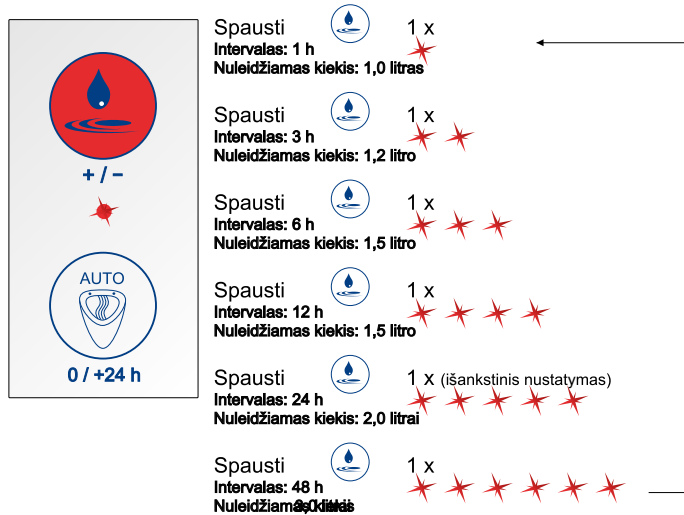 + / −
AUTO
0 / +24 h
Spausti 1 x
Intervalas: 1 h
Nuleidžiamas kiekis: 1,0 litras
Spausti 1 x
Intervalas: 3 h
Nuleidžiamas kiekis: 1,2 litro
Spausti 1 x
Intervalas: 6 h
Nuleidžiamas kiekis: 1,5 litro
Spausti 1 x
Intervalas: 12 h
Nuleidžiamas kiekis: 1,5 litro
Spausti 1 x (išankstinis nustatymas)
Intervalas: 24 h
Nuleidžiamas kiekis: 2,0 litrai
Spausti 1 x
Intervalas: 48 h
Nuleidžiamas